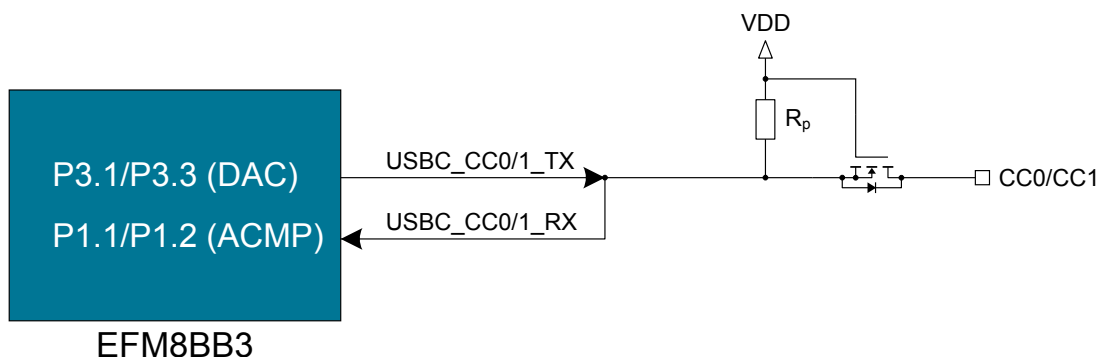 VDD
Rp
P3.1/P3.3 (DAC)
USBC_CC0/1_TX
CC0/CC1
P1.1/P1.2 (ACMP)
USBC_CC0/1_RX
EFM8BB3